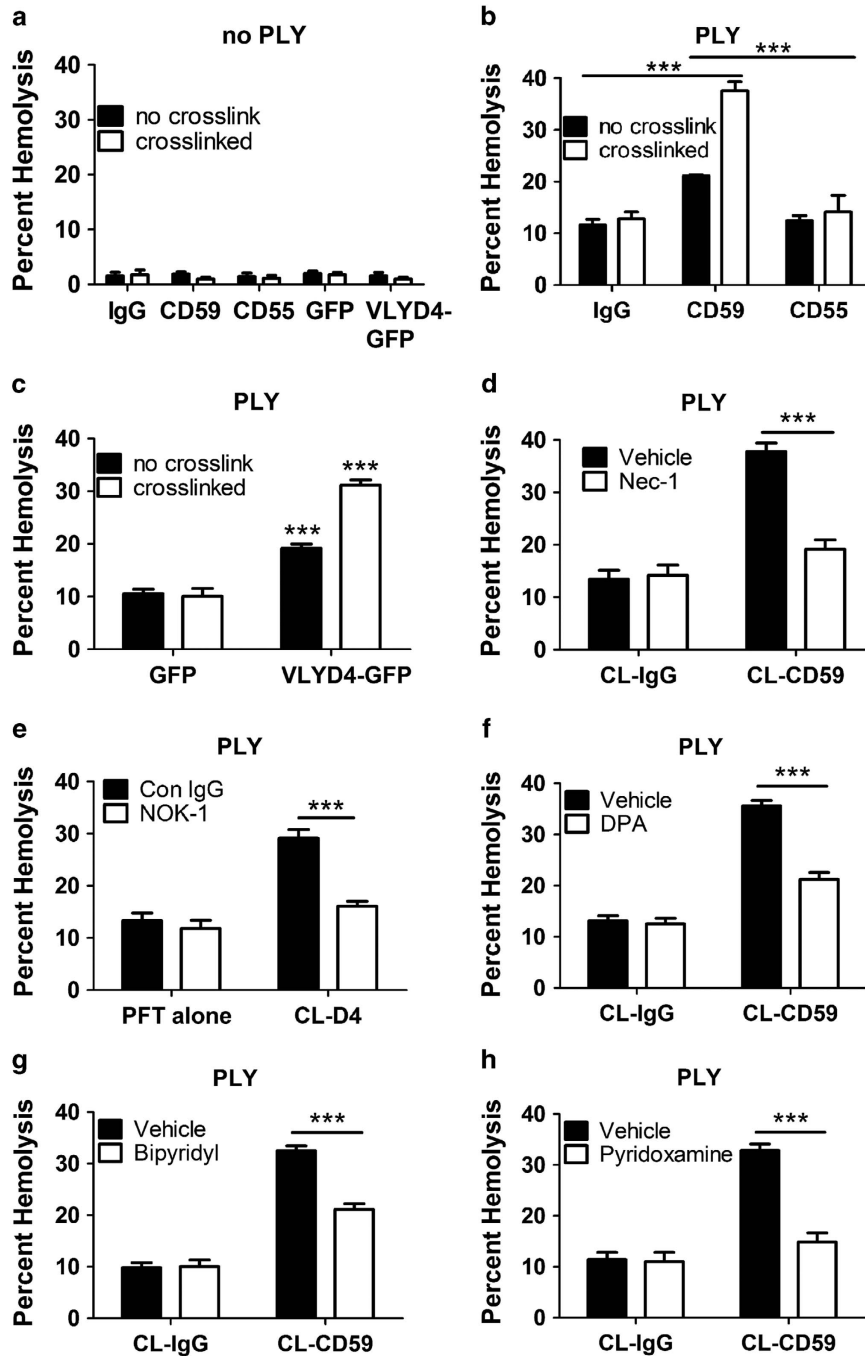 a
no PLY
Percent Hemolysis
40
30
20
10
0
no crosslink
crosslinked
IgG CD59 CD55 GFP VLYD4-
GFP
b
PLY
Percent Hemolysis
40
30
20
10
0
no crosslink
crosslinked
***
***
IgG CD59 CD55
c
PLY
Percent Hemolysis
40
30
20
10
0
no crosslink
crosslinked
***
***
GFP VLYD4-GFP
d
PLY
Percent Hemolysis
40
30
20
10
0
Vehicle
Nec-1
***
CL-IgG CL-CD59
e
PLY
Percent Hemolysis
40
30
20
10
0
Con IgG
NOK-1
***
PFT alone CL-D4
f
PLY
Percent Hemolysis
40
30
20
10
0
Vehicle
DPA
***
CL-IgG CL-CD59
g
PLY
Percent Hemolysis
40
30
20
10
0
Vehicle
Bipyridyl
***
CL-IgG CL-CD59
h
PLY
Percent Hemolysis
40
30
20
10
0
Vehicle
Pyridoxamine
***
CL-IgG CL-CD59